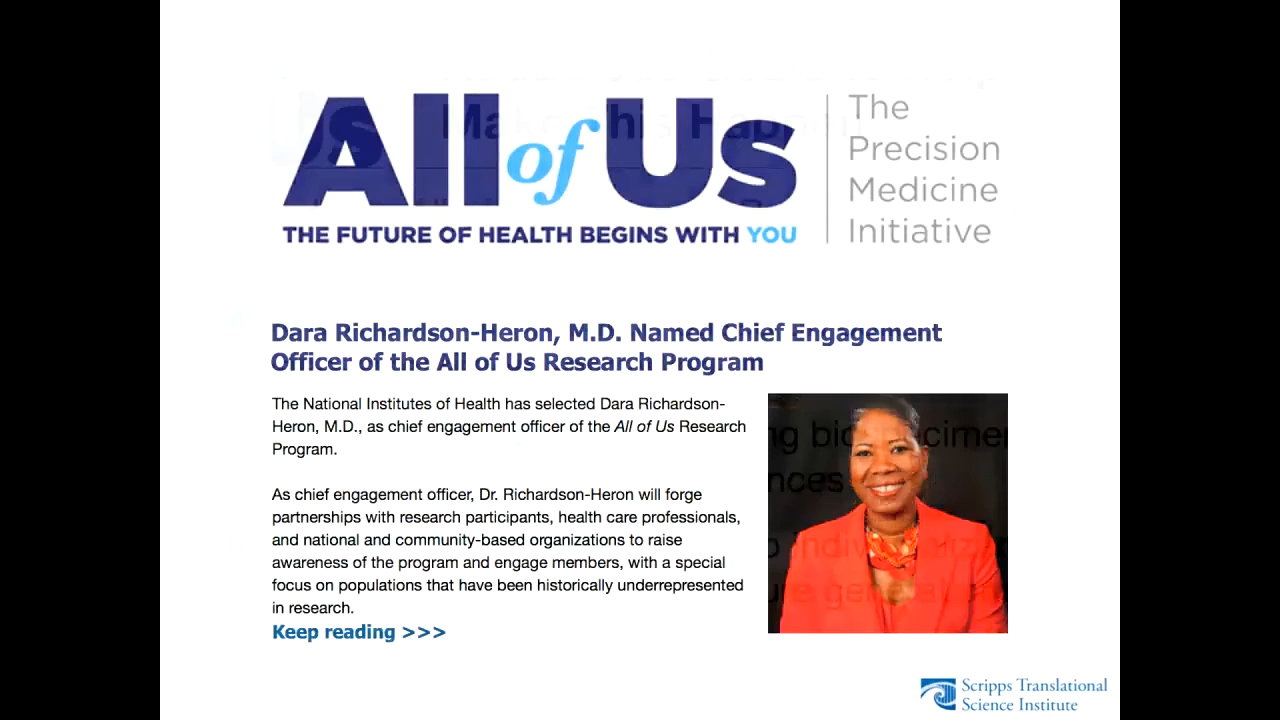 All of Us
THE FUTURE OF HEALTH BEGINS WITH YOU
The
Precision
Medicine
Initiative
Dara Richardson-Heron, M.D. Named Chief Engagement
Officer of the All of Us Research Program
The National Institutes of Health has selected Dara Richardson-
Heron, M.D., as chief engagement officer of the All of Us Research
Program.
As chief engagement officer, Dr. Richardson-Heron will forge
partnerships with research participants, health care professionals,
and national and community-based organizations to raise
awareness of the program and engage members, with a special
focus on populations that have been historically underrepresented
in research.
Keep reading >>>
Scripps Translational
Science Institute